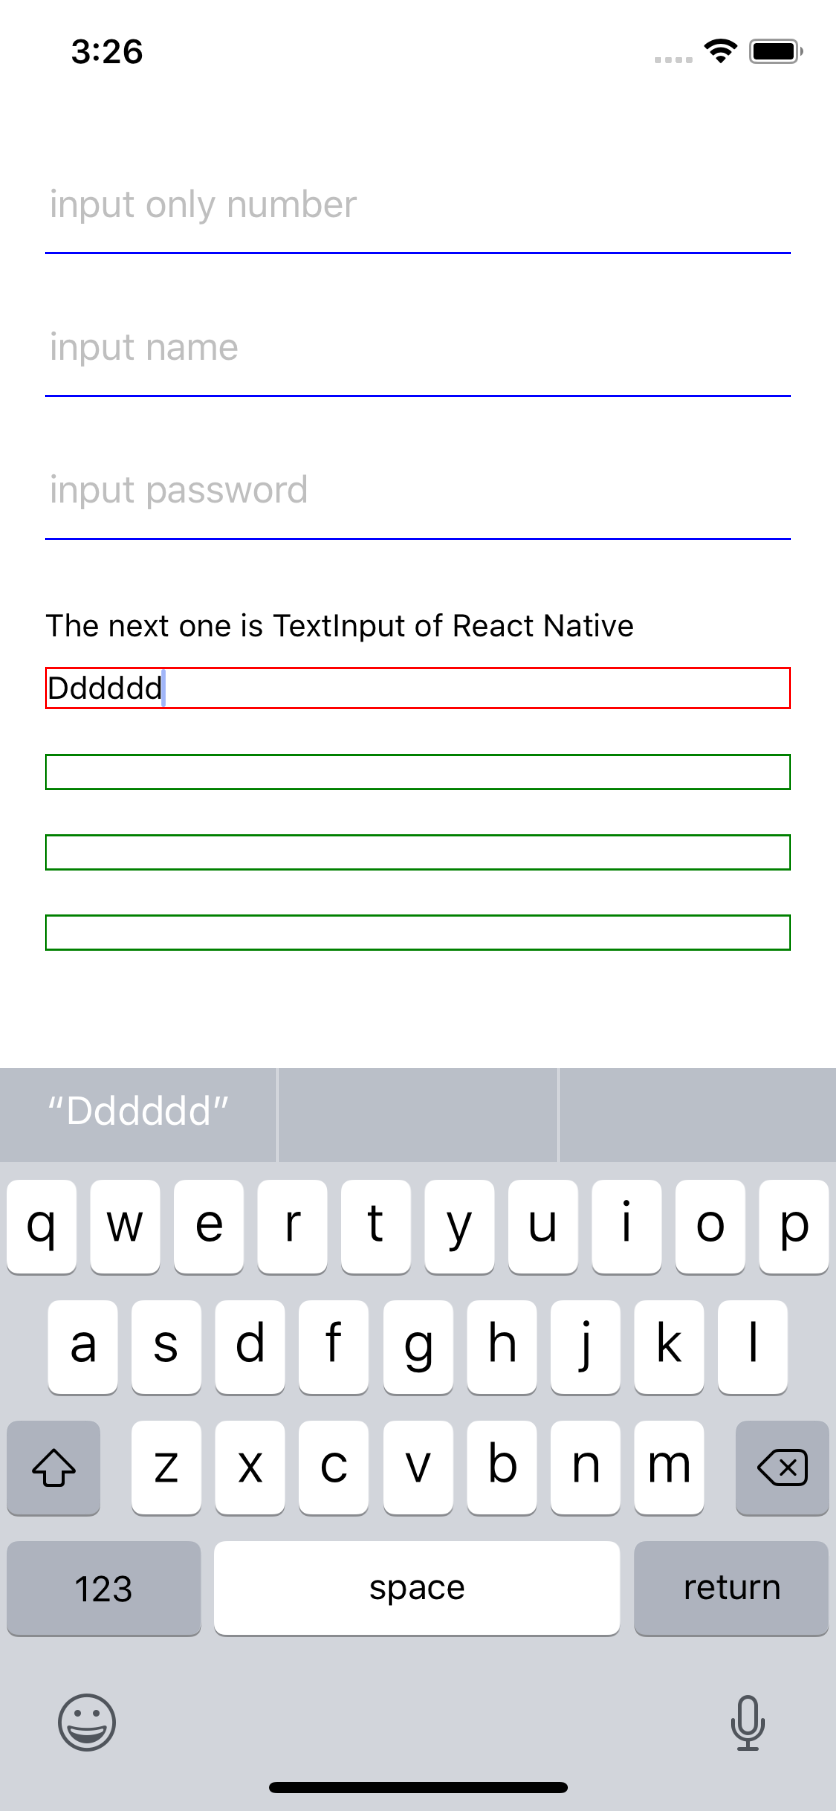 3:26
input only number
input name
input password
The next one is TextInput of React Native
Dddddd
“Dddddd”
q w e r t y u i o p
a s d f g h j k l
z x c v b n m
123 space return